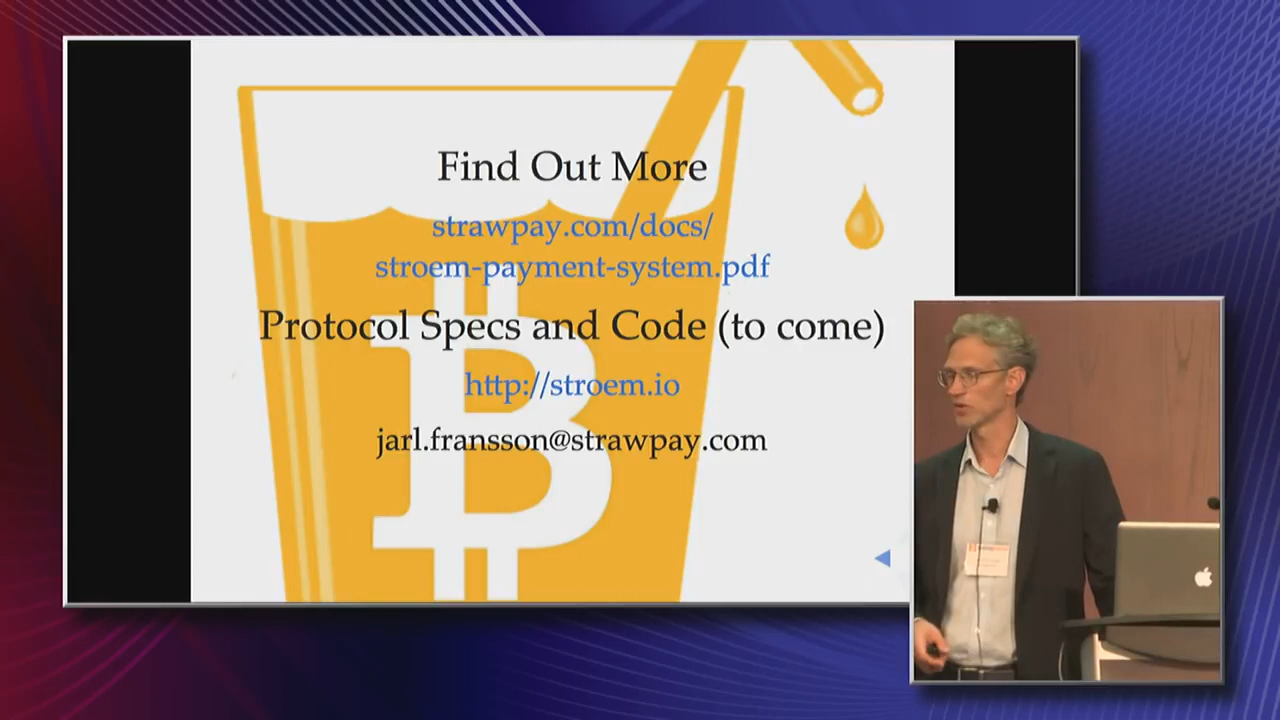 Find Out More
strawpay.com/docs/
stroem-payment-system.pdf
Protocol Specs and Code (to come)
http://stroem.io
jarl.fransson@strawpay.com